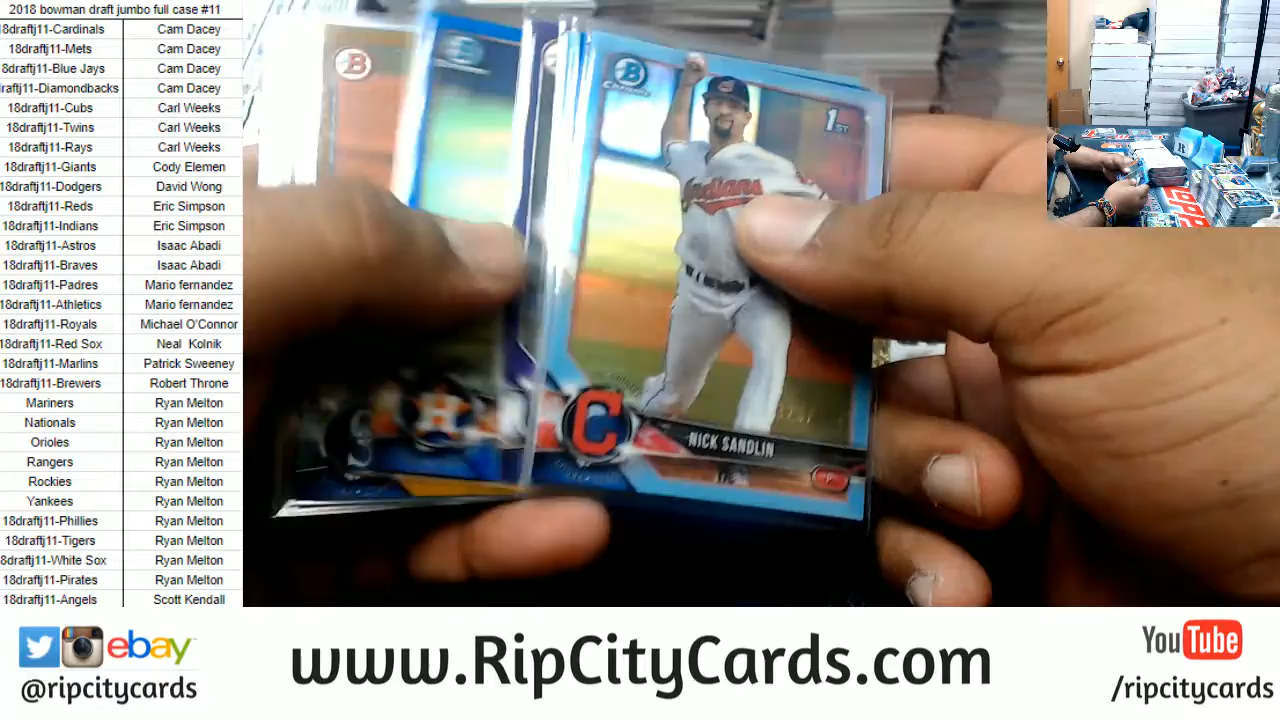 2018 bowman draft jumbo full case #11
18draftj11-Cardinals Cam Dacey
18draftj11-Mets Cam Dacey
8draftj11-Blue Jays Cam Dacey
raftj11-Diamondbacks Cam Dacey
18draftj11-Cubs Carl Weeks
18draftj11-Twins Carl Weeks
18draftj11-Rays Carl Weeks
18draftj11-Giants Cody Elemen
18draftj11-Dodgers David Wong
18draftj11-Reds Eric Simpson
18draftj11-Indians Eric Simpson
18draftj11-Astros Isaac Abadi
18draftj11-Braves Isaac Abadi
18draftj11-Padres Mario fernandez
18draftj11-Athletics Mario fernandez
18draftj11-Royals Michael O'Connor
18draftj11-Red Sox Neal Kolnik
18draftj11-Marlins Patrick Sweeney
18draftj11-Brewers Robert Throne
Mariners Ryan Melton
Nationals Ryan Melton
Orioles Ryan Melton
Rangers Ryan Melton
Rockies Ryan Melton
Yankees Ryan Melton
18draftj11-Phillies Ryan Melton
18draftj11-Tigers Ryan Melton
8draftj11-White Sox Ryan Melton
18draftj11-Pirates Ryan Melton
18draftj11-Angels Scott Kendall
B
B
Chrome
1ST
Indians
H
C
NICK SANDLIN
P
ebay
@ripcitycards
www.RipCityCards.com
YouTube
/ripcitycards